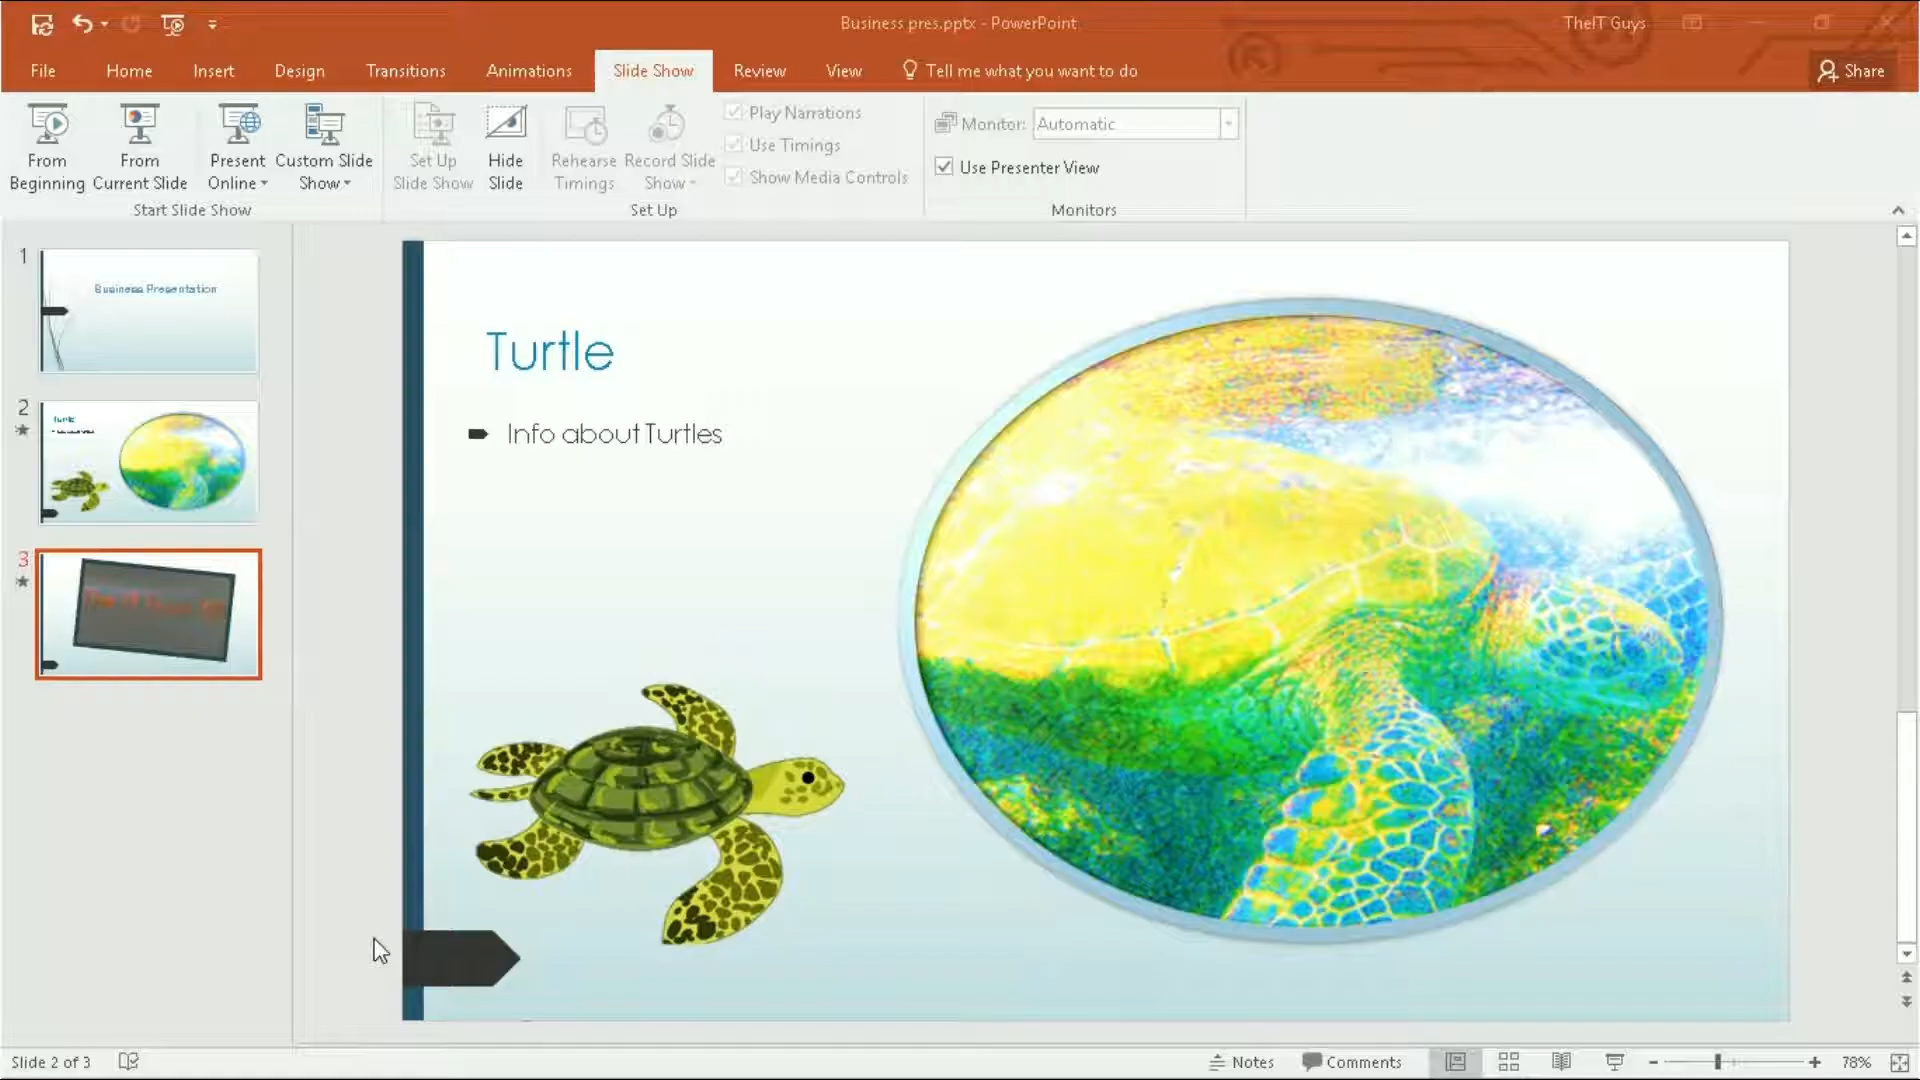 Business pres.pptx - PowerPoint
TheIT Guys
File
Home
Insert
Design
Transitions
Animations
Slide Show
Review
View
Tell me what you want to do
Share
From Beginning
From Current Slide
Present Online
Custom Slide Show
Start Slide Show
Set Up Slide Show
Hide Slide
Rehearse Timings
Record Slide Show
Play Narrations
Use Timings
Show Media Controls
Set Up
Monitor: Automatic
Use Presenter View
Monitors
1
Business Presentation
2
Turtle
3
Turtle
Info about Turtles
Slide 2 of 3
Notes
Comments
78%